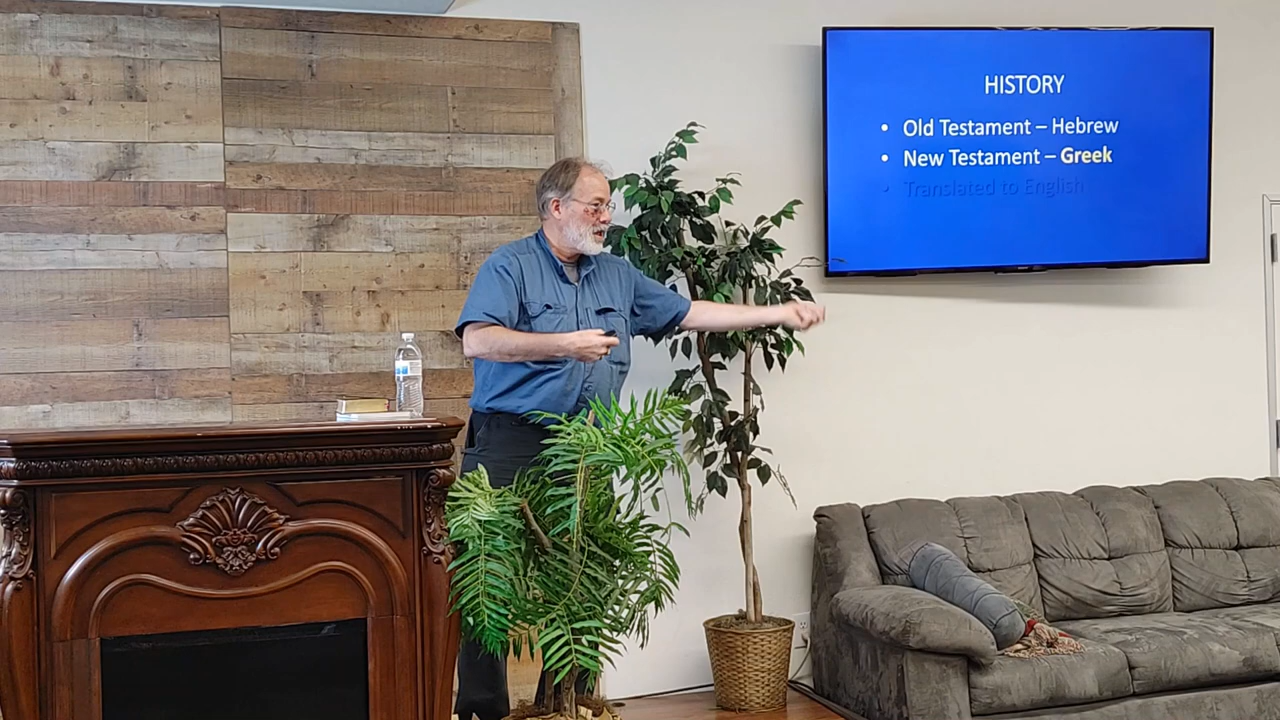 HISTORY
• Old Testament – Hebrew
• New Testament – Greek
• Translated to English